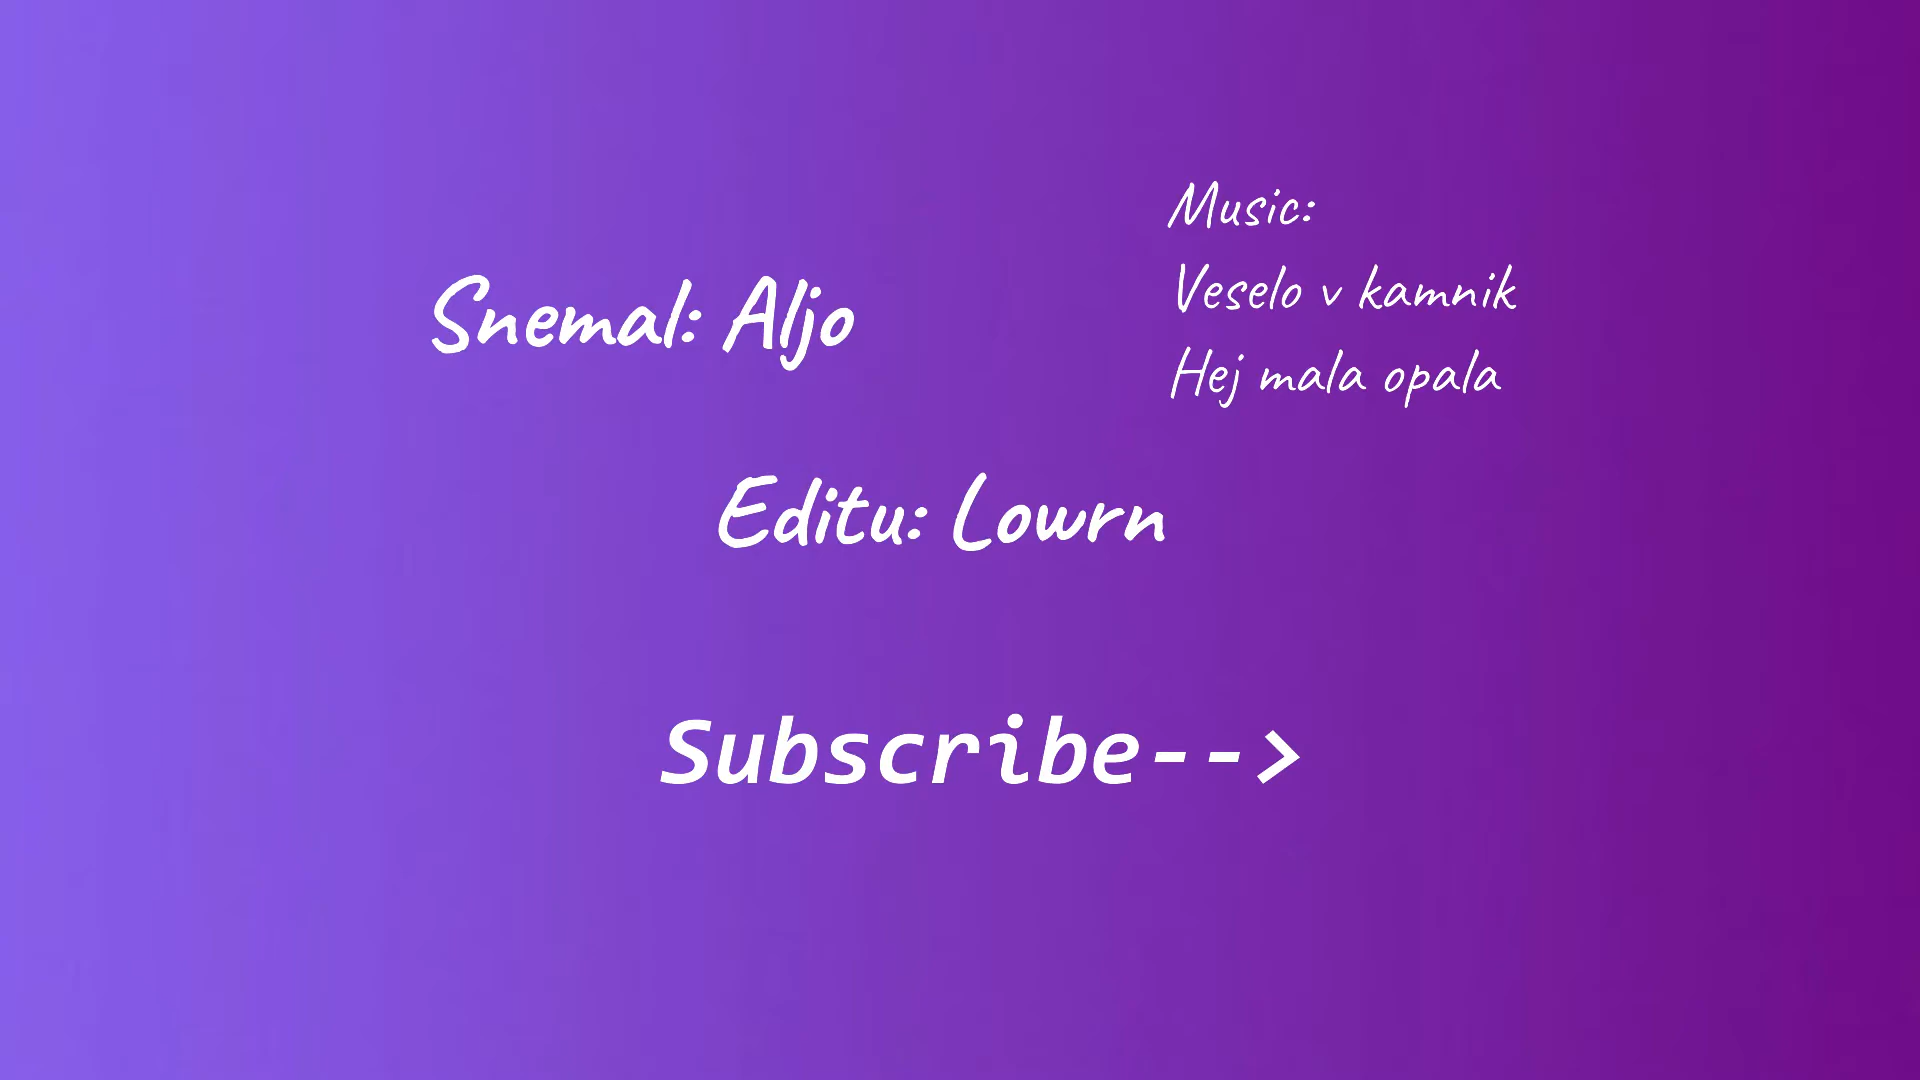 Snemal: Aljo
Music:
Veselo v kamnik
Hej mala opala
Editu: Lowrn
Subscribe-->